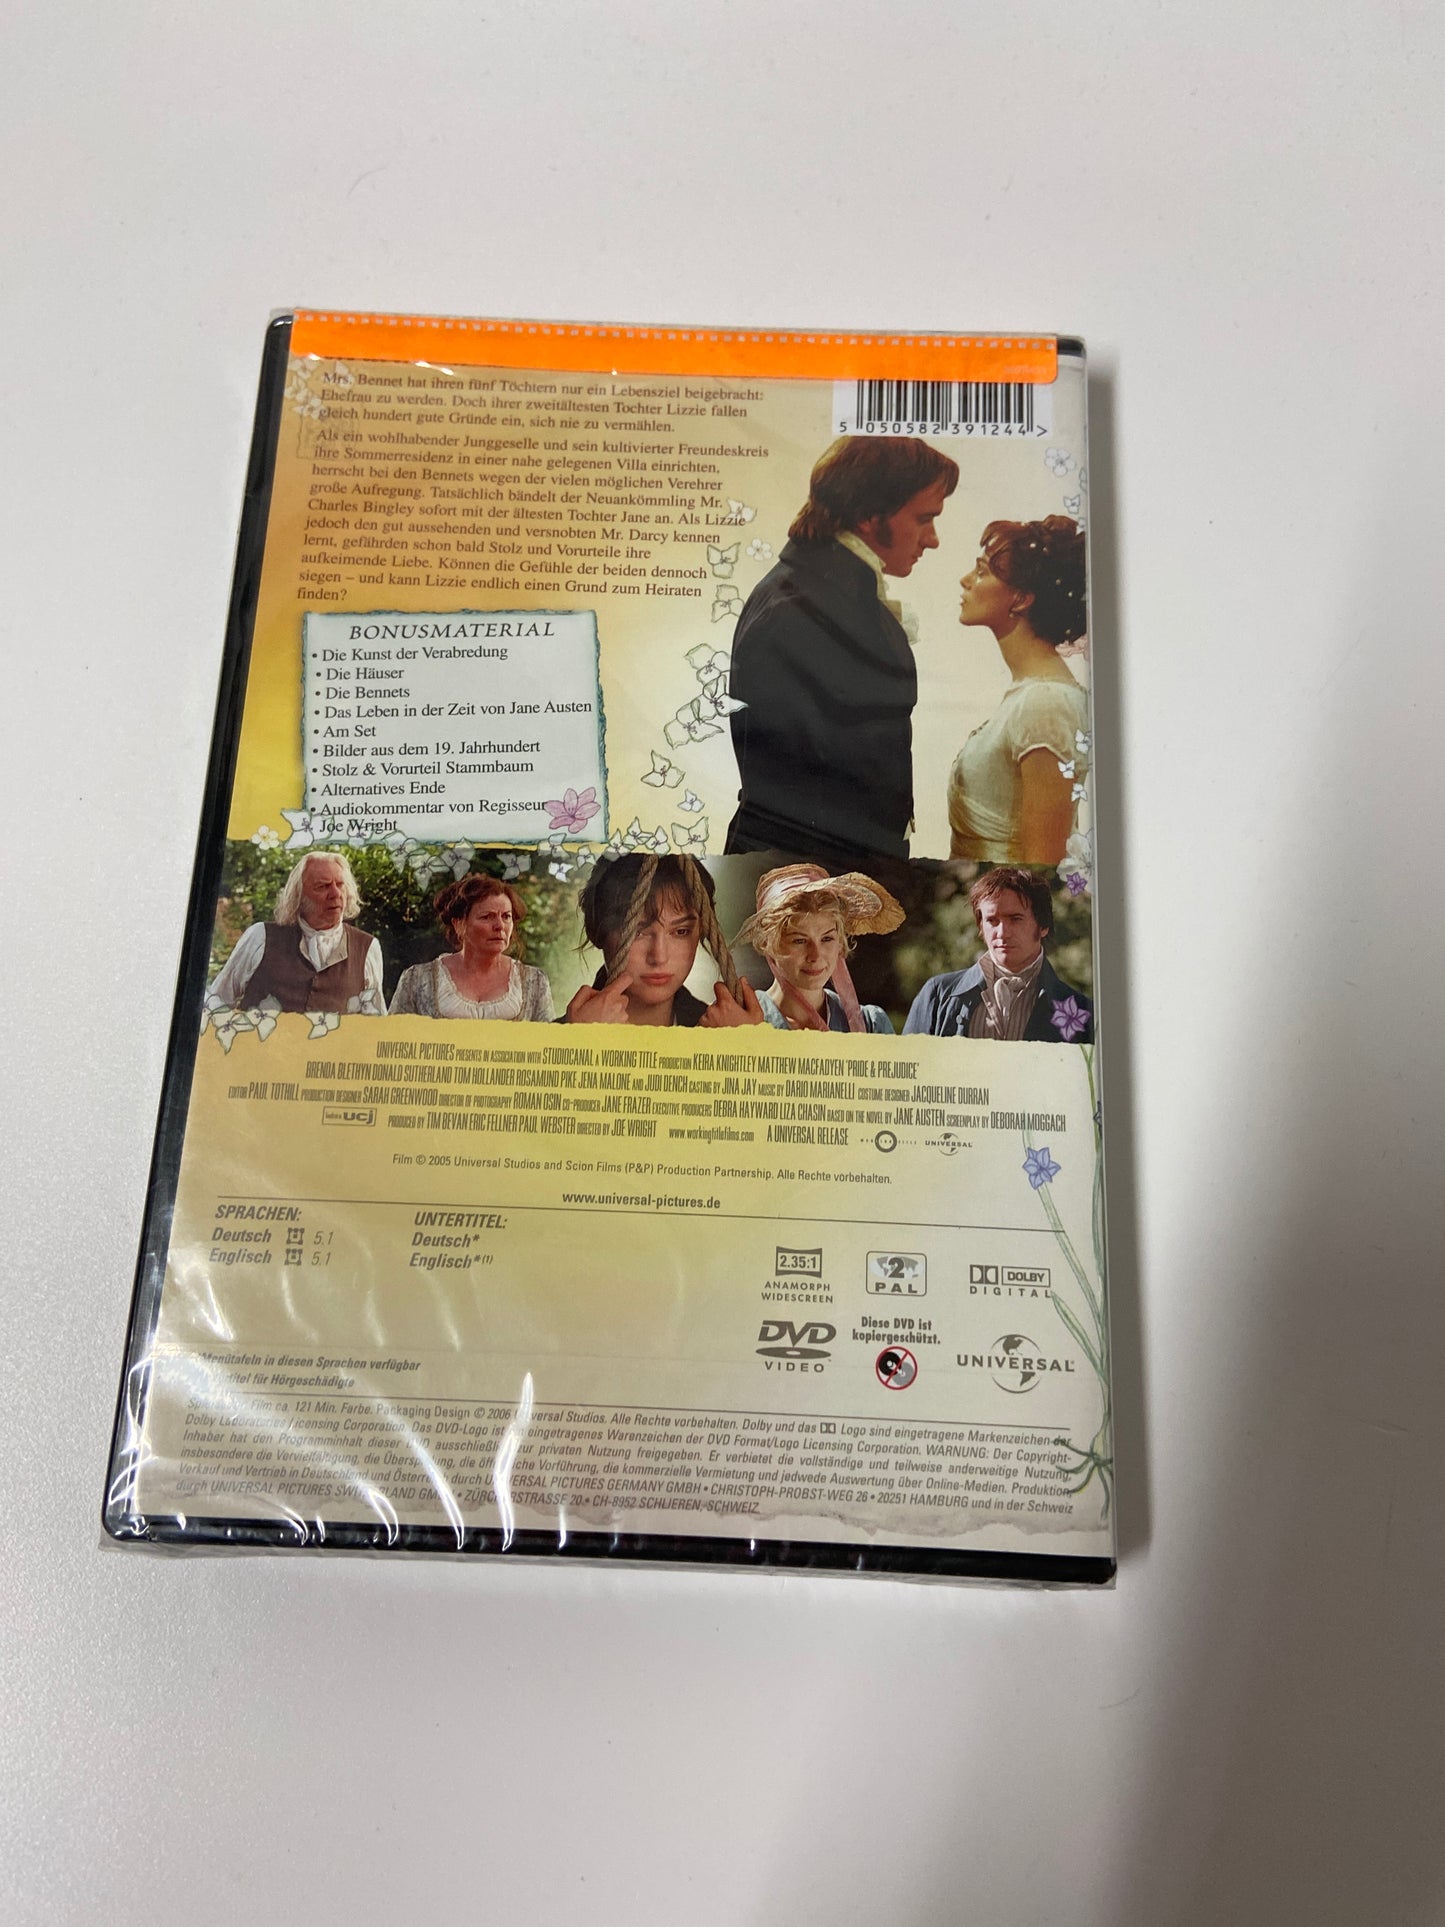 Mrs. Bennet hat ihren fünf Töchtern nur ein Lebensziel beigebracht:
Ehefrau zu werden. Doch ihrer zweitältesten Tochter Lizzie fallen
gleich hundert gute Gründe ein, sich nie zu vermählen.
Als ein wohlhabender Junggeselle und sein kultivierter Freundeskreis
ihre Sommerresidenz in einer nahe gelegenen Villa einrichten,
herrscht bei den Bennets wegen der vielen möglichen Verehrer
große Aufregung. Tatsächlich bändelt der Neuankömmling Mr.
Charles Bingley sofort mit der ältesten Tochter Jane an. Als Lizzie
jedoch den gut aussehenden und versnobten Mr. Darcy kennen
lernt, gefährden schon bald Stolz und Vorurteile ihre
aufkeimende Liebe. Können die Gefühle der beiden dennoch
siegen – und kann Lizzie endlich einen Grund zum Heiraten
finden?
5 050582 391244 >
BONUSMATERIAL
• Die Kunst der Verabredung
• Die Häuser
• Die Bennets
• Das Leben in der Zeit von Jane Austen
• Am Set
• Bilder aus dem 19. Jahrhundert
• Stolz & Vorurteil Stammbaum
• Alternatives Ende
• Audiokommentar von Regisseur
Joe Wright
UNIVERSAL PICTURES PRESENTS IN ASSOCIATION WITH STUDIOCANAL A WORKING TITLE PRODUCTION KEIRA KNIGHTLEY MATTHEW MACFADYEN 'PRIDE & PREJUDICE'
BRENDA BLETHYN DONALD SUTHERLAND TOM HOLLANDER ROSAMUND PIKE JENA MALONE AND JUDI DENCH CASTING BY JINA JAY MUSIC BY DARIO MARIANELLI COSTUME DESIGNER JACQUELINE DURRAN
EDITOR PAUL TOTHILL PRODUCTION DESIGNER SARAH GREENWOOD DIRECTOR OF PHOTOGRAPHY ROMAN OSIN CO-PRODUCER JANE FRAZER EXECUTIVE PRODUCERS DEBRA HAYWARD LIZA CHASIN BASED ON THE NOVEL BY JANE AUSTEN SCREENPLAY BY DEBORAH MOGGACH
UCJ PRODUCED BY TIM BEVAN ERIC FELLNER PAUL WEBSTER DIRECTED BY JOE WRIGHT www.workingtitlefilms.com A UNIVERSAL RELEASE UNIVERSAL
Film © 2005 Universal Studios and Scion Films (P&P) Production Partnership. Alle Rechte vorbehalten.
www.universal-pictures.de
SPRACHEN:
Deutsch 5.1
Englisch 5.1
UNTERTITEL:
Deutsch*
Englisch*(1)
2.35:1
ANAMORPH
WIDESCREEN
2
PAL
DOLBY
DIGITAL
DVD
VIDEO
Diese DVD ist
kopiergeschützt.
UNIVERSAL
Menütafeln in diesen Sprachen verfügbar
für Hörgeschädigte
Film ca. 121 Min. Farbe. Packaging Design © 2006 Universal Studios. Alle Rechte vorbehalten. Dolby und das Logo sind eingetragene Markenzeichen der
Dolby Laboratories Licensing Corporation. Das DVD-Logo ist ein eingetragenes Warenzeichen der DVD Format/Logo Licensing Corporation. WARNUNG: Der Copyright-
Inhaber hat den Programminhalt dieser DVD ausschließlich zur privaten Nutzung freigegeben. Er verbietet die vollständige und teilweise anderweitige Nutzung,
insbesondere die Vervielfältigung, die Überspielung, die öffentliche Vorführung, die kommerzielle Vermietung und jedwede Auswertung über Online-Medien. Produktion,
Verkauf und Vertrieb in Deutschland und Österreich durch UNIVERSAL PICTURES GERMANY GMBH • CHRISTOPH-PROBST-WEG 26 • 20251 HAMBURG und in der Schweiz
durch UNIVERSAL PICTURES SWITZERLAND GMBH • ZÜRCHERSTRASSE 20 • CH-8952 SCHLIEREN, SCHWEIZ